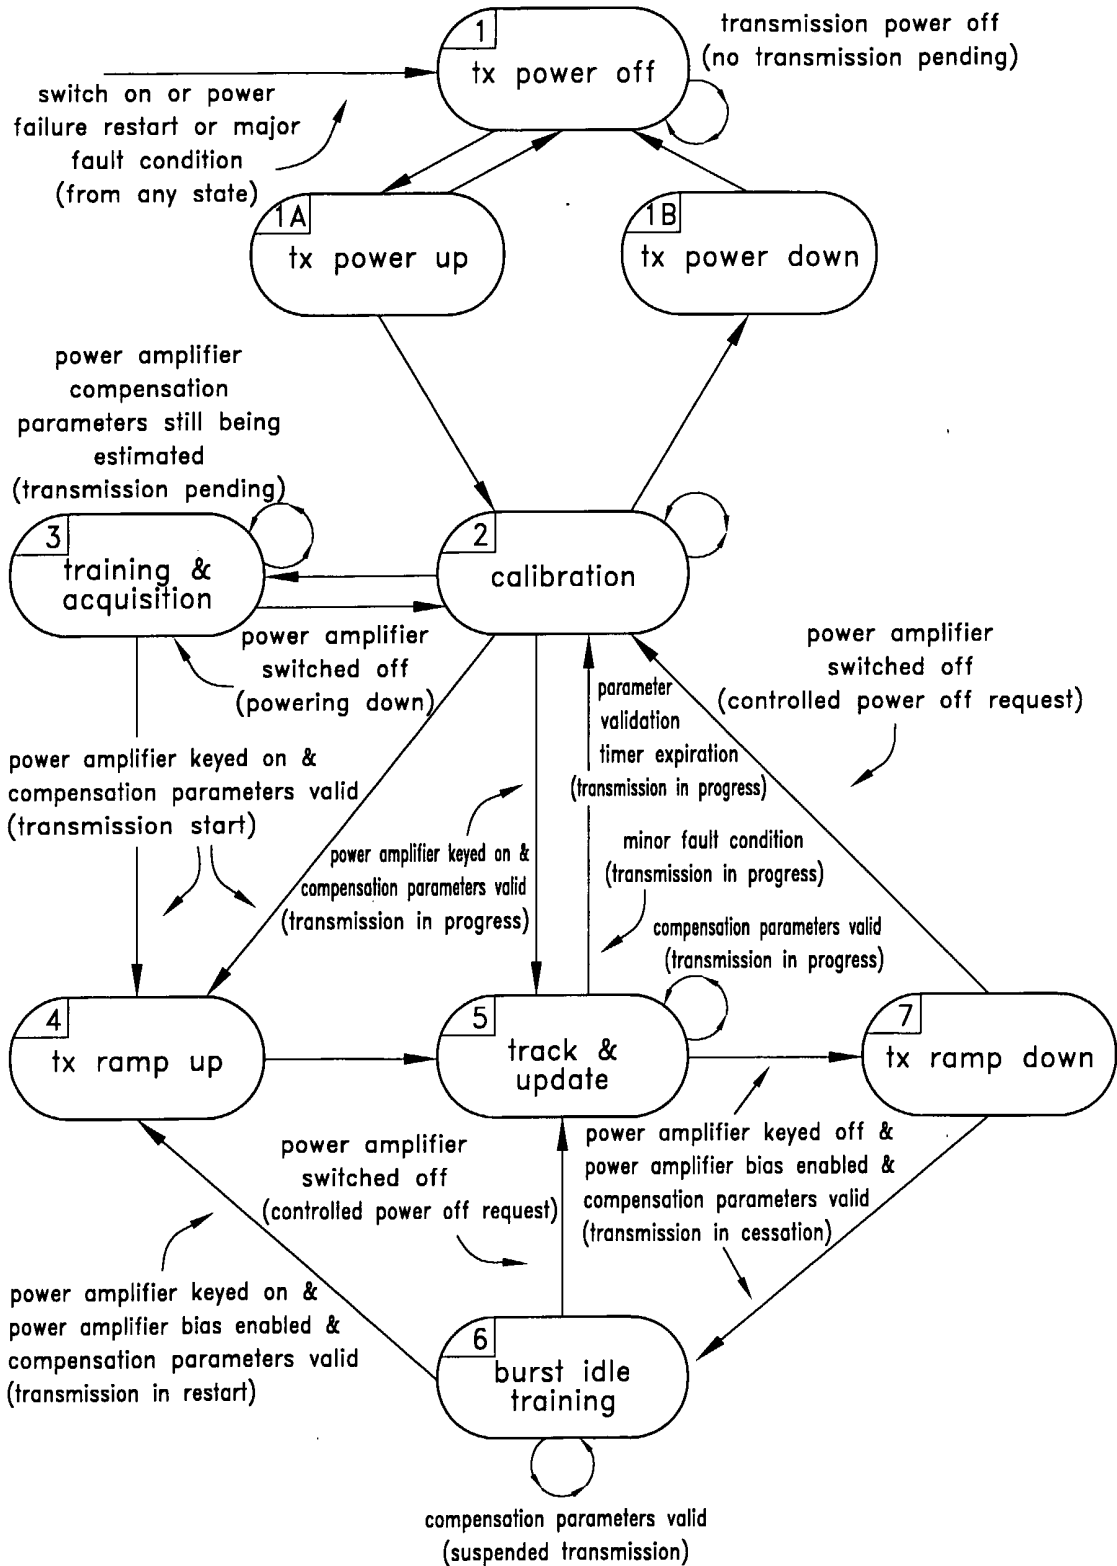 1
tx power off
transmission power off
(no transmission pending)
switch on or power
failure restart or major
fault condition
(from any state)
1A
tx power up
1B
tx power down
power amplifier
compensation
parameters still being
estimated
(transmission pending)
3
training &
acquisition
2
calibration
power amplifier
switched off
(powering down)
power amplifier
switched off
(controlled power off request)
parameter
validation
timer expiration
(transmission in progress)
power amplifier keyed on &
compensation parameters valid
(transmission start)
power amplifier keyed on &
compensation parameters valid
(transmission in progress)
minor fault condition
(transmission in progress)
compensation parameters valid
(transmission in progress)
4
tx ramp up
5
track &
update
7
tx ramp down
power amplifier
switched off
(controlled power off request)
power amplifier keyed off &
power amplifier bias enabled &
compensation parameters valid
(transmission in cessation)
power amplifier keyed on &
power amplifier bias enabled &
compensation parameters valid
(transmission in restart)
6
burst idle
training
compensation parameters valid
(suspended transmission)